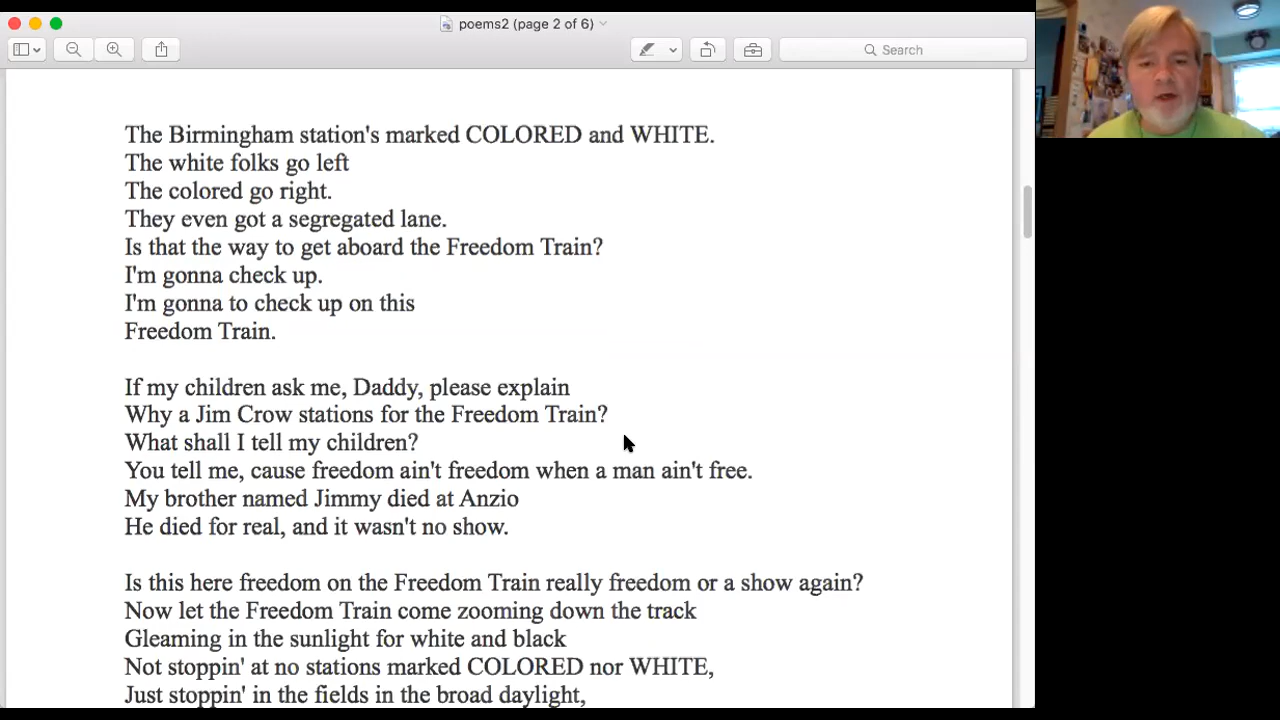 poems2 (page 2 of 6)
Search
The Birmingham station's marked COLORED and WHITE.
The white folks go left
The colored go right.
They even got a segregated lane.
Is that the way to get aboard the Freedom Train?
I'm gonna check up.
I'm gonna to check up on this
Freedom Train.
If my children ask me, Daddy, please explain
Why a Jim Crow stations for the Freedom Train?
What shall I tell my children?
You tell me, cause freedom ain't freedom when a man ain't free.
My brother named Jimmy died at Anzio
He died for real, and it wasn't no show.
Is this here freedom on the Freedom Train really freedom or a show again?
Now let the Freedom Train come zooming down the track
Gleaming in the sunlight for white and black
Not stoppin' at no stations marked COLORED nor WHITE,
Just stoppin' in the fields in the broad daylight,